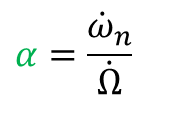 α = ω̇ₙ / Ω̇